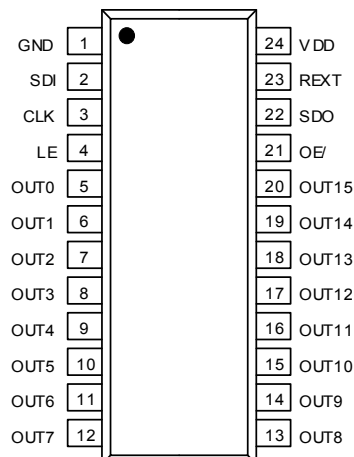 GND 1 24 VDD
SDI 2 23 REXT
CLK 3 22 SDO
LE 4 21 OE/
OUT0 5 20 OUT15
OUT1 6 19 OUT14
OUT2 7 18 OUT13
OUT3 8 17 OUT12
OUT4 9 16 OUT11
OUT5 10 15 OUT10
OUT6 11 14 OUT9
OUT7 12 13 OUT8